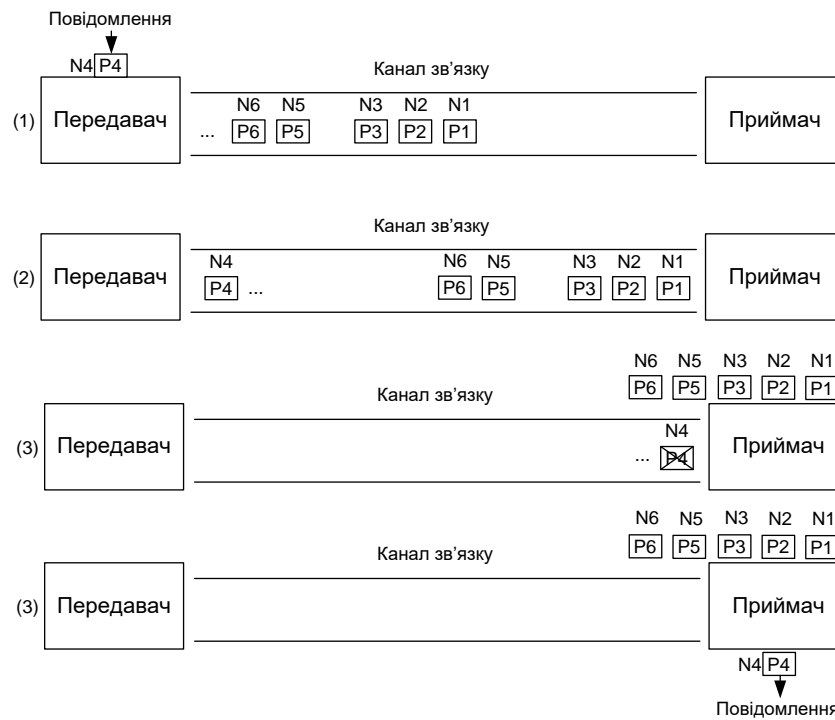 Повідомлення
N4 P4
Канал зв'язку
N6 N5 N3 N2 N1
(1) Передавач ... P6 P5 P3 P2 P1 Приймач
Канал зв'язку
N4 N6 N5 N3 N2 N1
(2) Передавач P4 ... P6 P5 P3 P2 P1 Приймач
N6 N5 N3 N2 N1
P6 P5 P3 P2 P1
Канал зв'язку
N4
(3) Передавач ... P4 Приймач
N6 N5 N3 N2 N1
P6 P5 P3 P2 P1
Канал зв'язку
(3) Передавач Приймач
N4 P4
Повідомлення